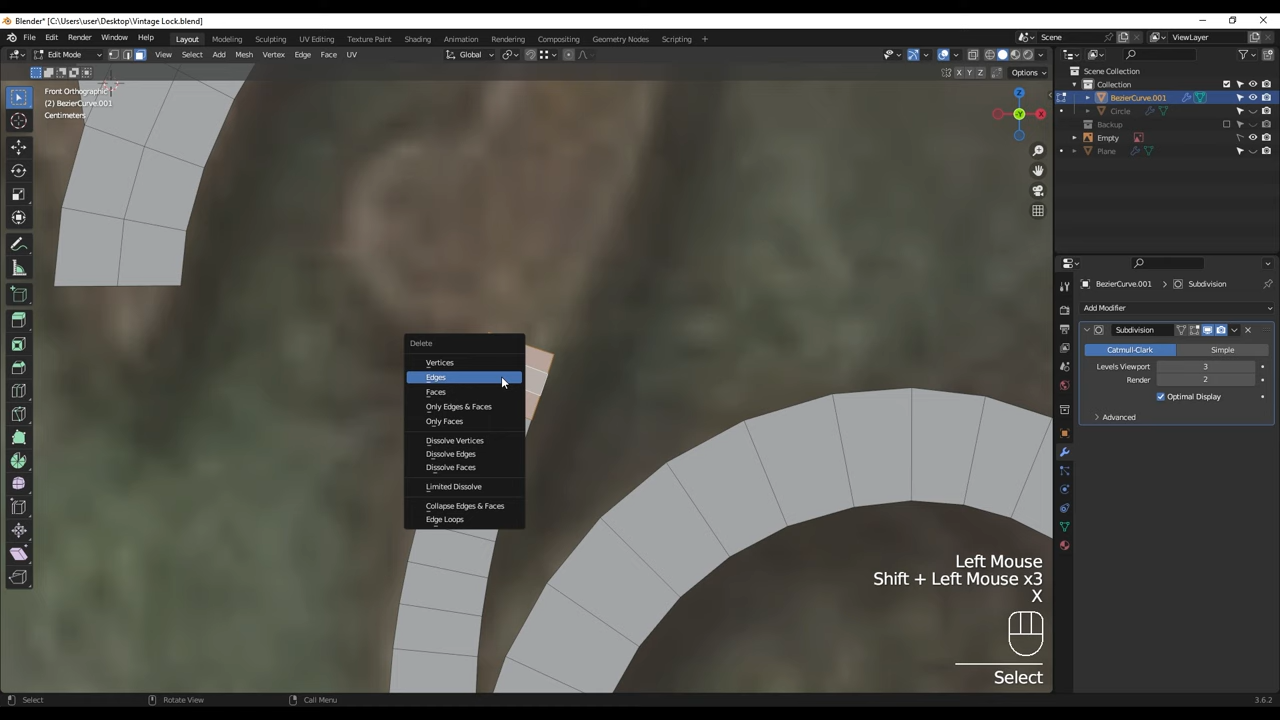 Blender* [C:\Users\user\Desktop\Vintage Lock.blend]
File Edit Render Window Help Layout Modeling Sculpting UV Editing Texture Paint Shading Animation Rendering Compositing Geometry Nodes Scripting + Scene ViewLayer
Edit Mode View Select Add Mesh Vertex Edge Face UV Global
X Y Z Options
Front Orthographic
(2) BezierCurve.001
Centimeters
Z
Y
X
Scene Collection
Collection
BezierCurve.001
Circle
Backup
Empty
Plane
BezierCurve.001 > Subdivision
Add Modifier
Subdivision
Catmull-Clark Simple
Levels Viewport 3
Render 2
Optimal Display
Advanced
Delete
Vertices
Edges
Faces
Only Edges & Faces
Only Faces
Dissolve Vertices
Dissolve Edges
Dissolve Faces
Limited Dissolve
Collapse Edges & Faces
Edge Loops
Left Mouse
Shift + Left Mouse x3
X
Select
Select Rotate View Call Menu 3.6.2